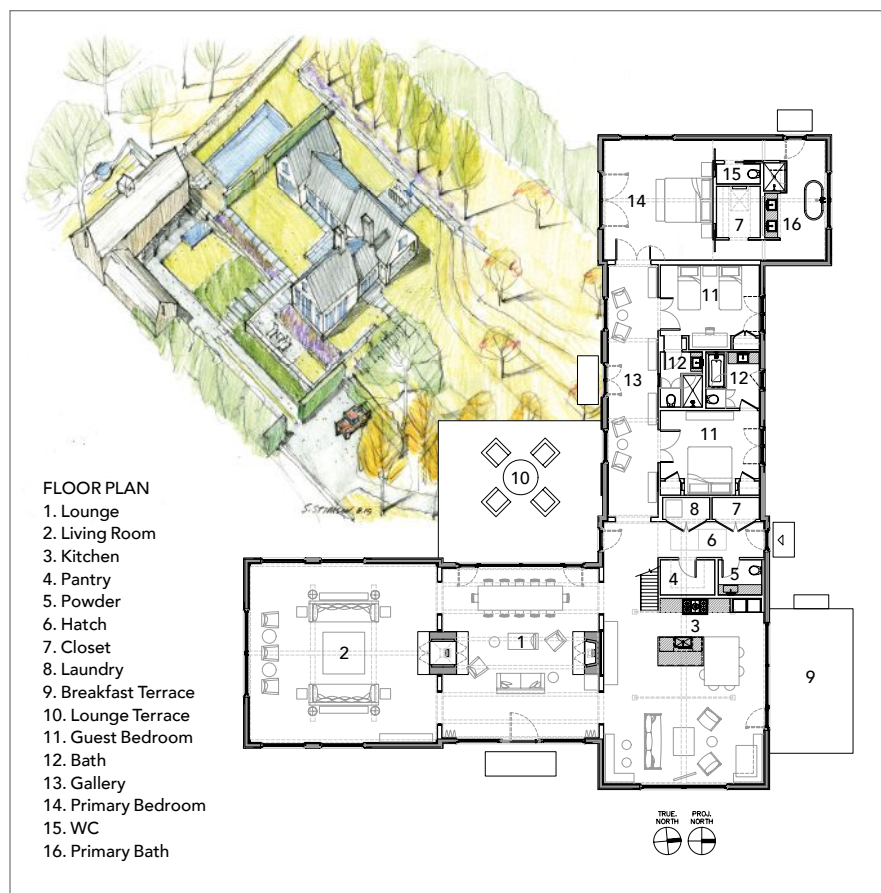 S. STIMSON 8.19
FLOOR PLAN
1. Lounge
2. Living Room
3. Kitchen
4. Pantry
5. Powder
6. Hatch
7. Closet
8. Laundry
9. Breakfast Terrace
10. Lounge Terrace
11. Guest Bedroom
12. Bath
13. Gallery
14. Primary Bedroom
15. WC
16. Primary Bath
15
14
7
16
11
12
12
13
11
10
8
7
6
4
5
3
1
2
9
TRUE. NORTH
PROJ. NORTH